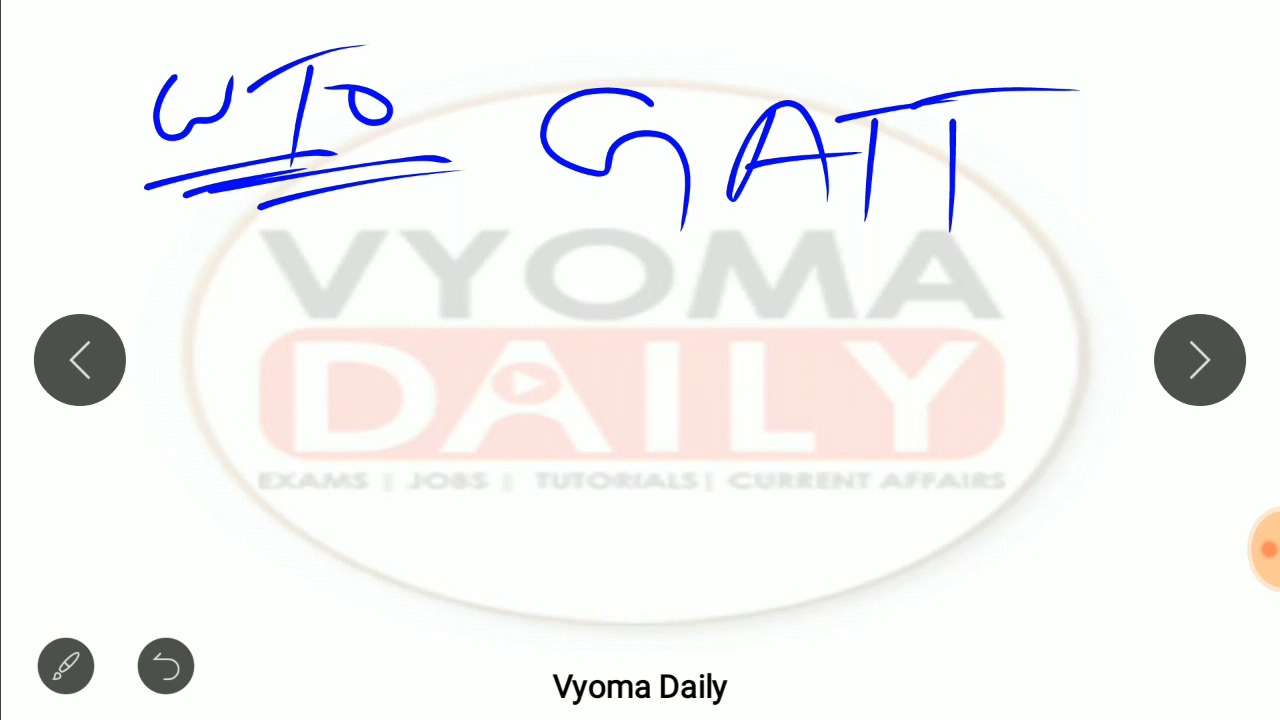 WTO GATT
VYOMA
DAILY
EXAMS | JOBS | TUTORIALS | CURRENT AFFAIRS
Vyoma Daily